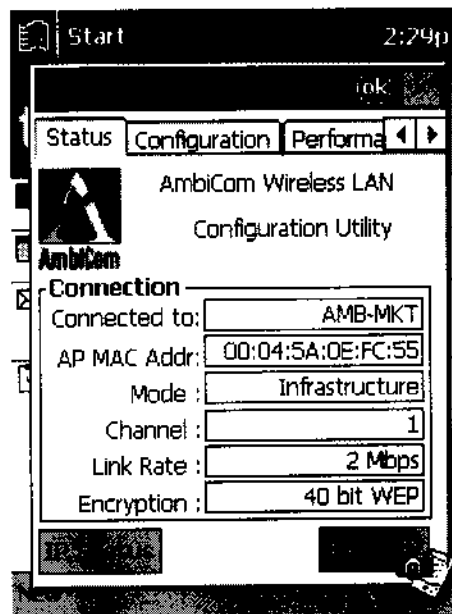 Start 2:29p
ok
Status Configuration Performa
AmbiCom Wireless LAN
Configuration Utility
AmbiCom
Connection
Connected to: AMB-MKT
AP MAC Addr: 00:04:5A:0E:FC:55
Mode : Infrastructure
Channel : 1
Link Rate : 2 Mbps
Encryption : 40 bit WEP